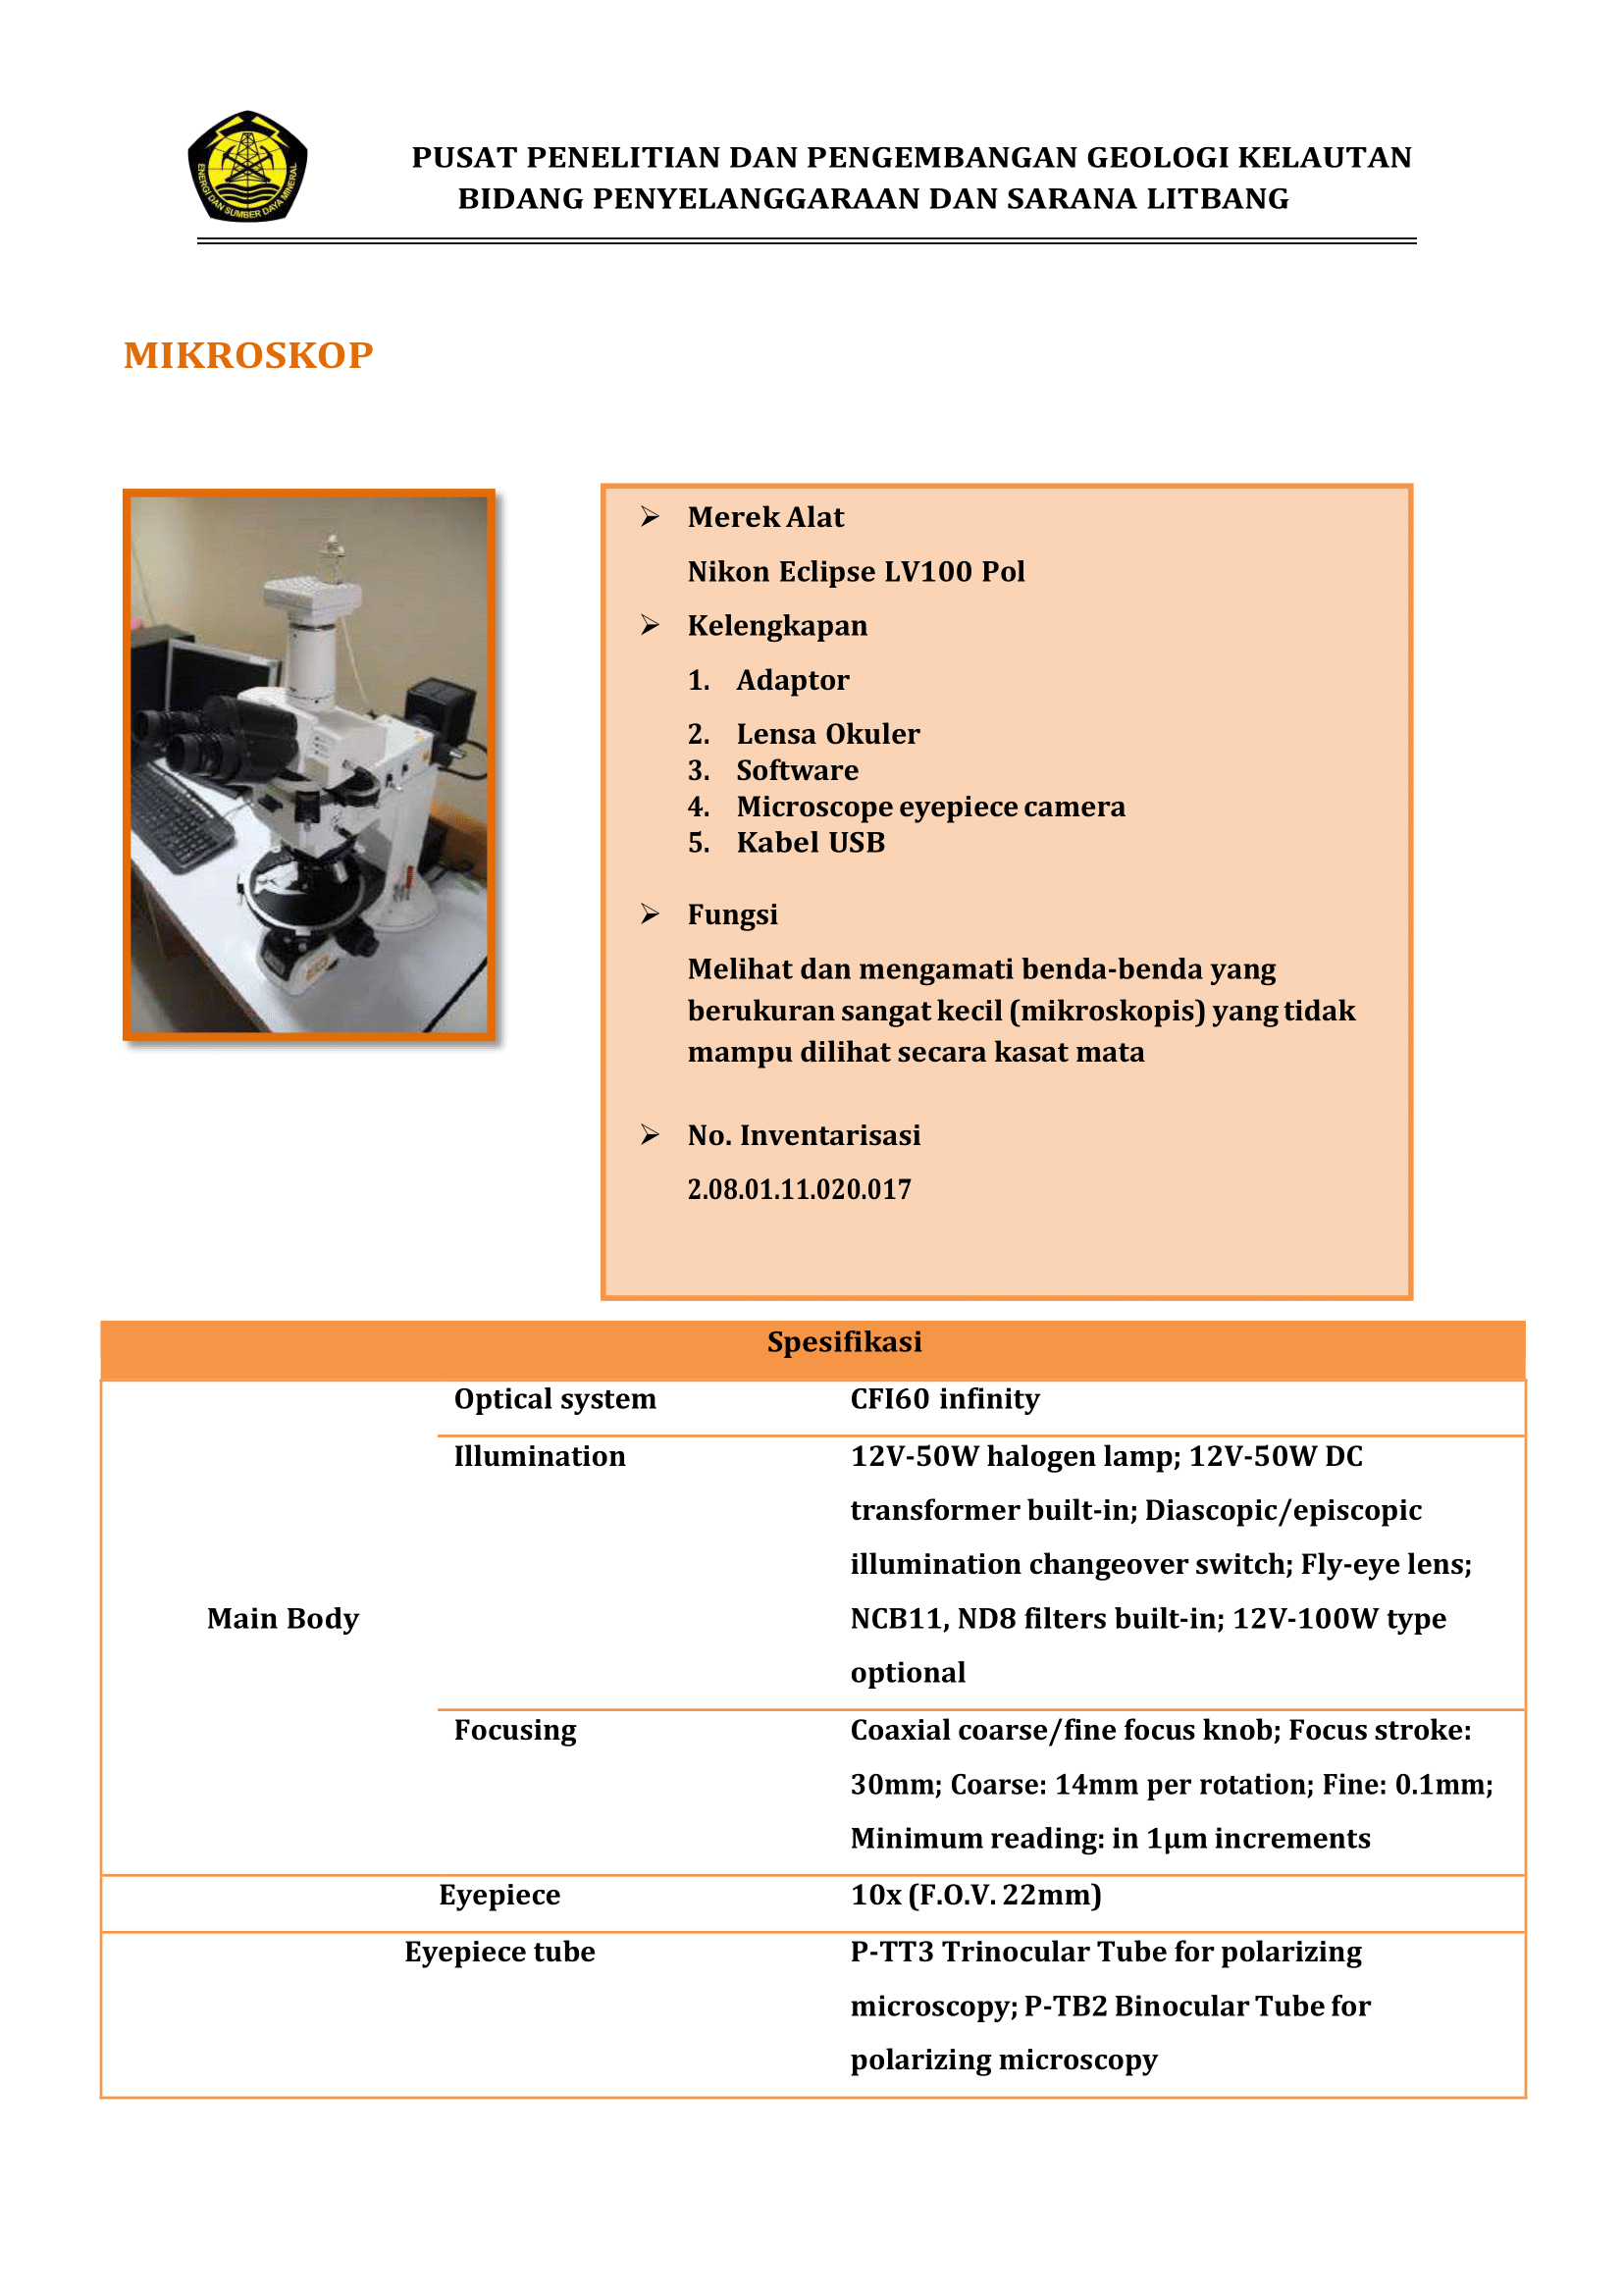 ENERGI DAN SUMBER DAYA MINERAL
PUSAT PENELITIAN DAN PENGEMBANGAN GEOLOGI KELAUTAN
BIDANG PENYELANGGARAAN DAN SARANA LITBANG
MIKROSKOP
➢ Merek Alat
Nikon Eclipse LV100 Pol
➢ Kelengkapan
1. Adaptor
2. Lensa Okuler
3. Software
4. Microscope eyepiece camera
5. Kabel USB
➢ Fungsi
Melihat dan mengamati benda-benda yang
berukuran sangat kecil (mikroskopis) yang tidak
mampu dilihat secara kasat mata
➢ No. Inventarisasi
2.08.01.11.020.017
Spesifikasi
Main Body
Optical system
CFI60 infinity
Illumination
12V-50W halogen lamp; 12V-50W DC
transformer built-in; Diascopic/episcopic
illumination changeover switch; Fly-eye lens;
NCB11, ND8 filters built-in; 12V-100W type
optional
Focusing
Coaxial coarse/fine focus knob; Focus stroke:
30mm; Coarse: 14mm per rotation; Fine: 0.1mm;
Minimum reading: in 1μm increments
Eyepiece
10x (F.O.V. 22mm)
Eyepiece tube
P-TT3 Trinocular Tube for polarizing
microscopy; P-TB2 Binocular Tube for
polarizing microscopy